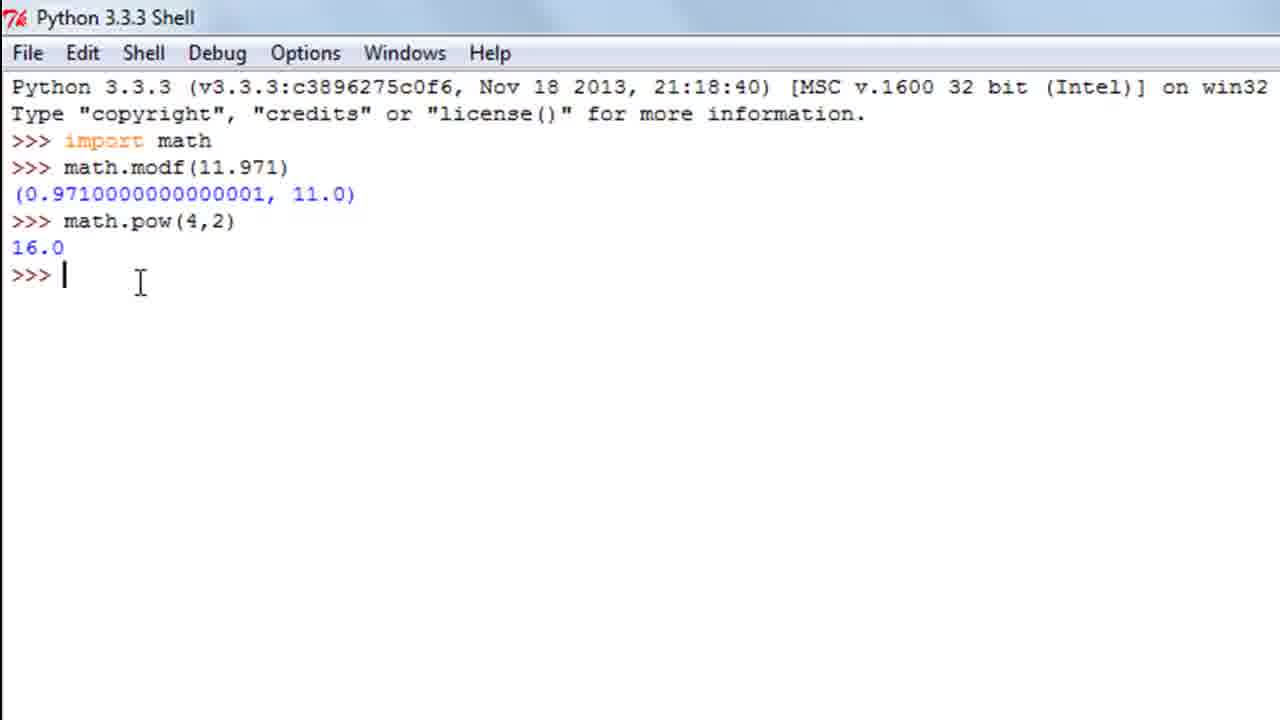 Python 3.3.3 Shell
File Edit Shell Debug Options Windows Help
Python 3.3.3 (v3.3.3:c3896275c0f6, Nov 18 2013, 21:18:40) [MSC v.1600 32 bit (Intel)] on win32
Type "copyright", "credits" or "license()" for more information.
>>> import math
>>> math.modf(11.971)
(0.9710000000000001, 11.0)
>>> math.pow(4,2)
16.0
>>>